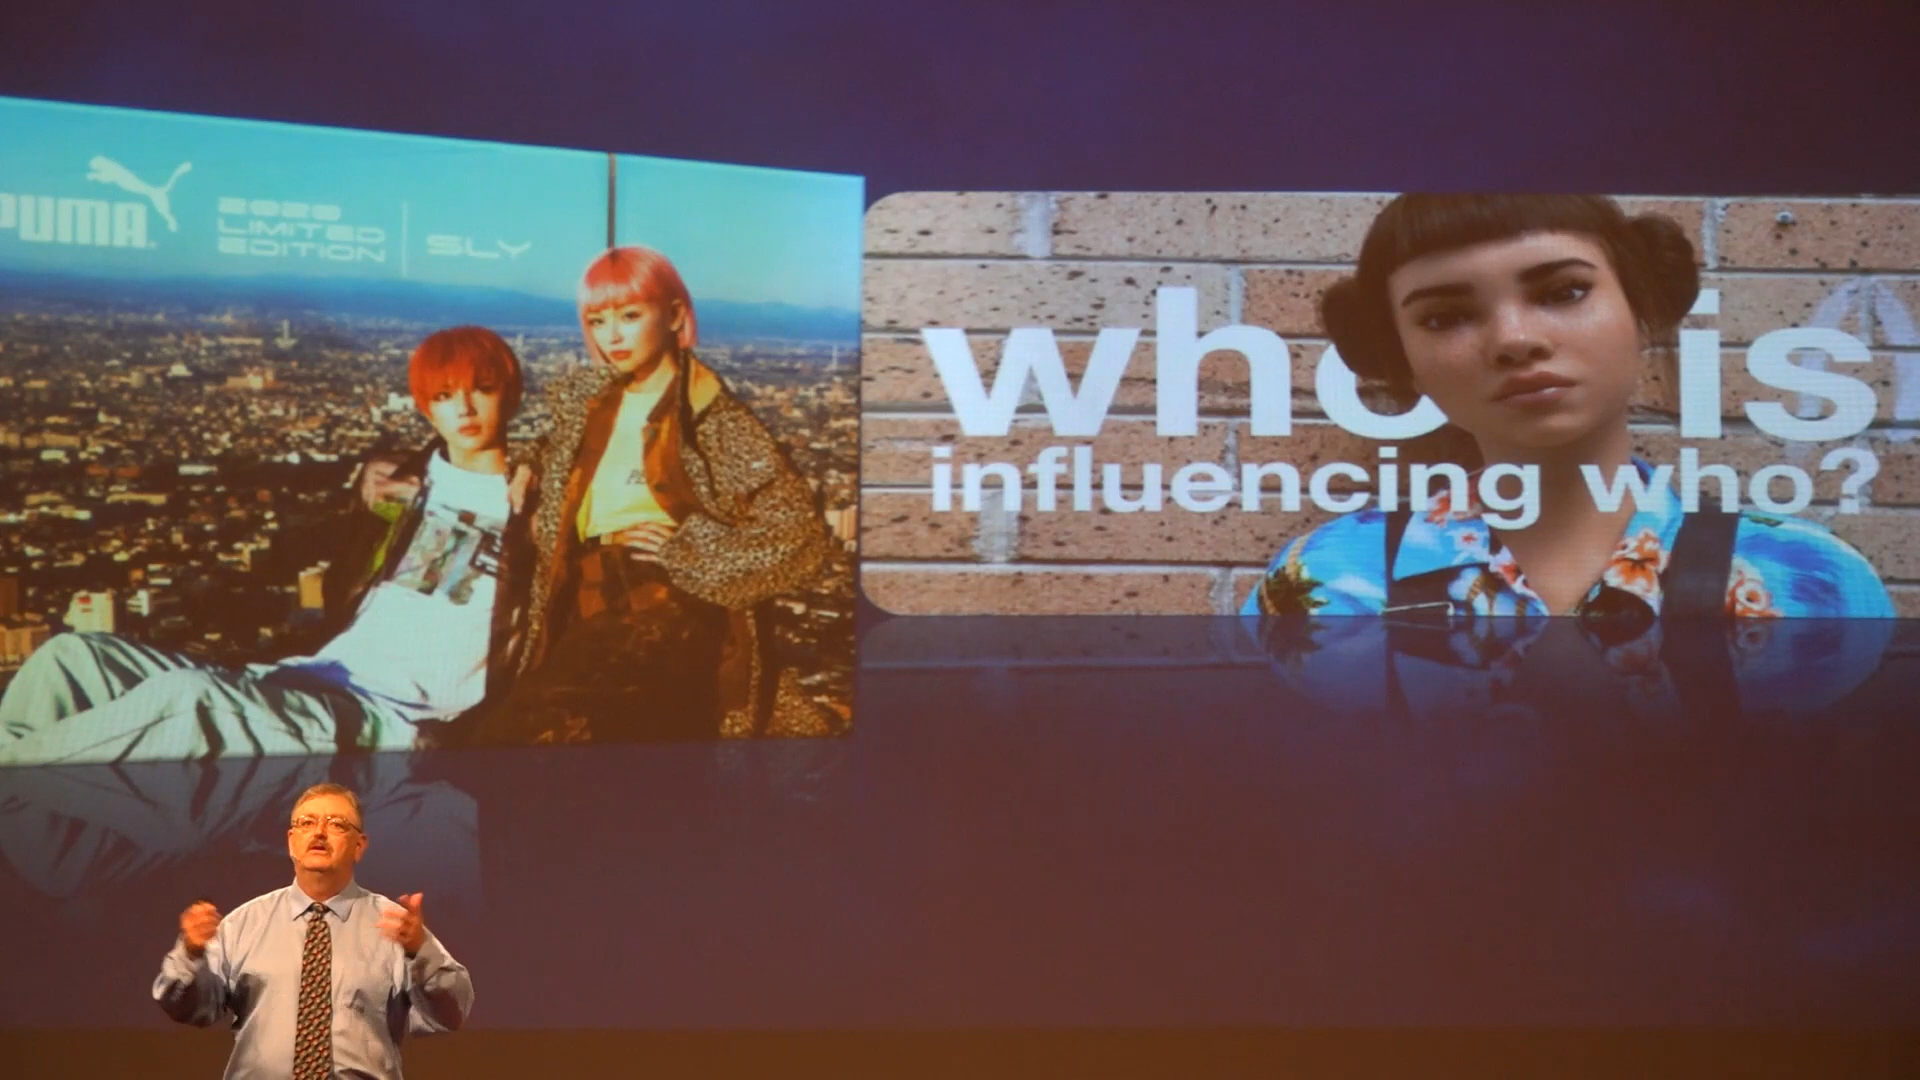 PUMA
2020
LIMITED
EDITION
SLY
who is
influencing who?